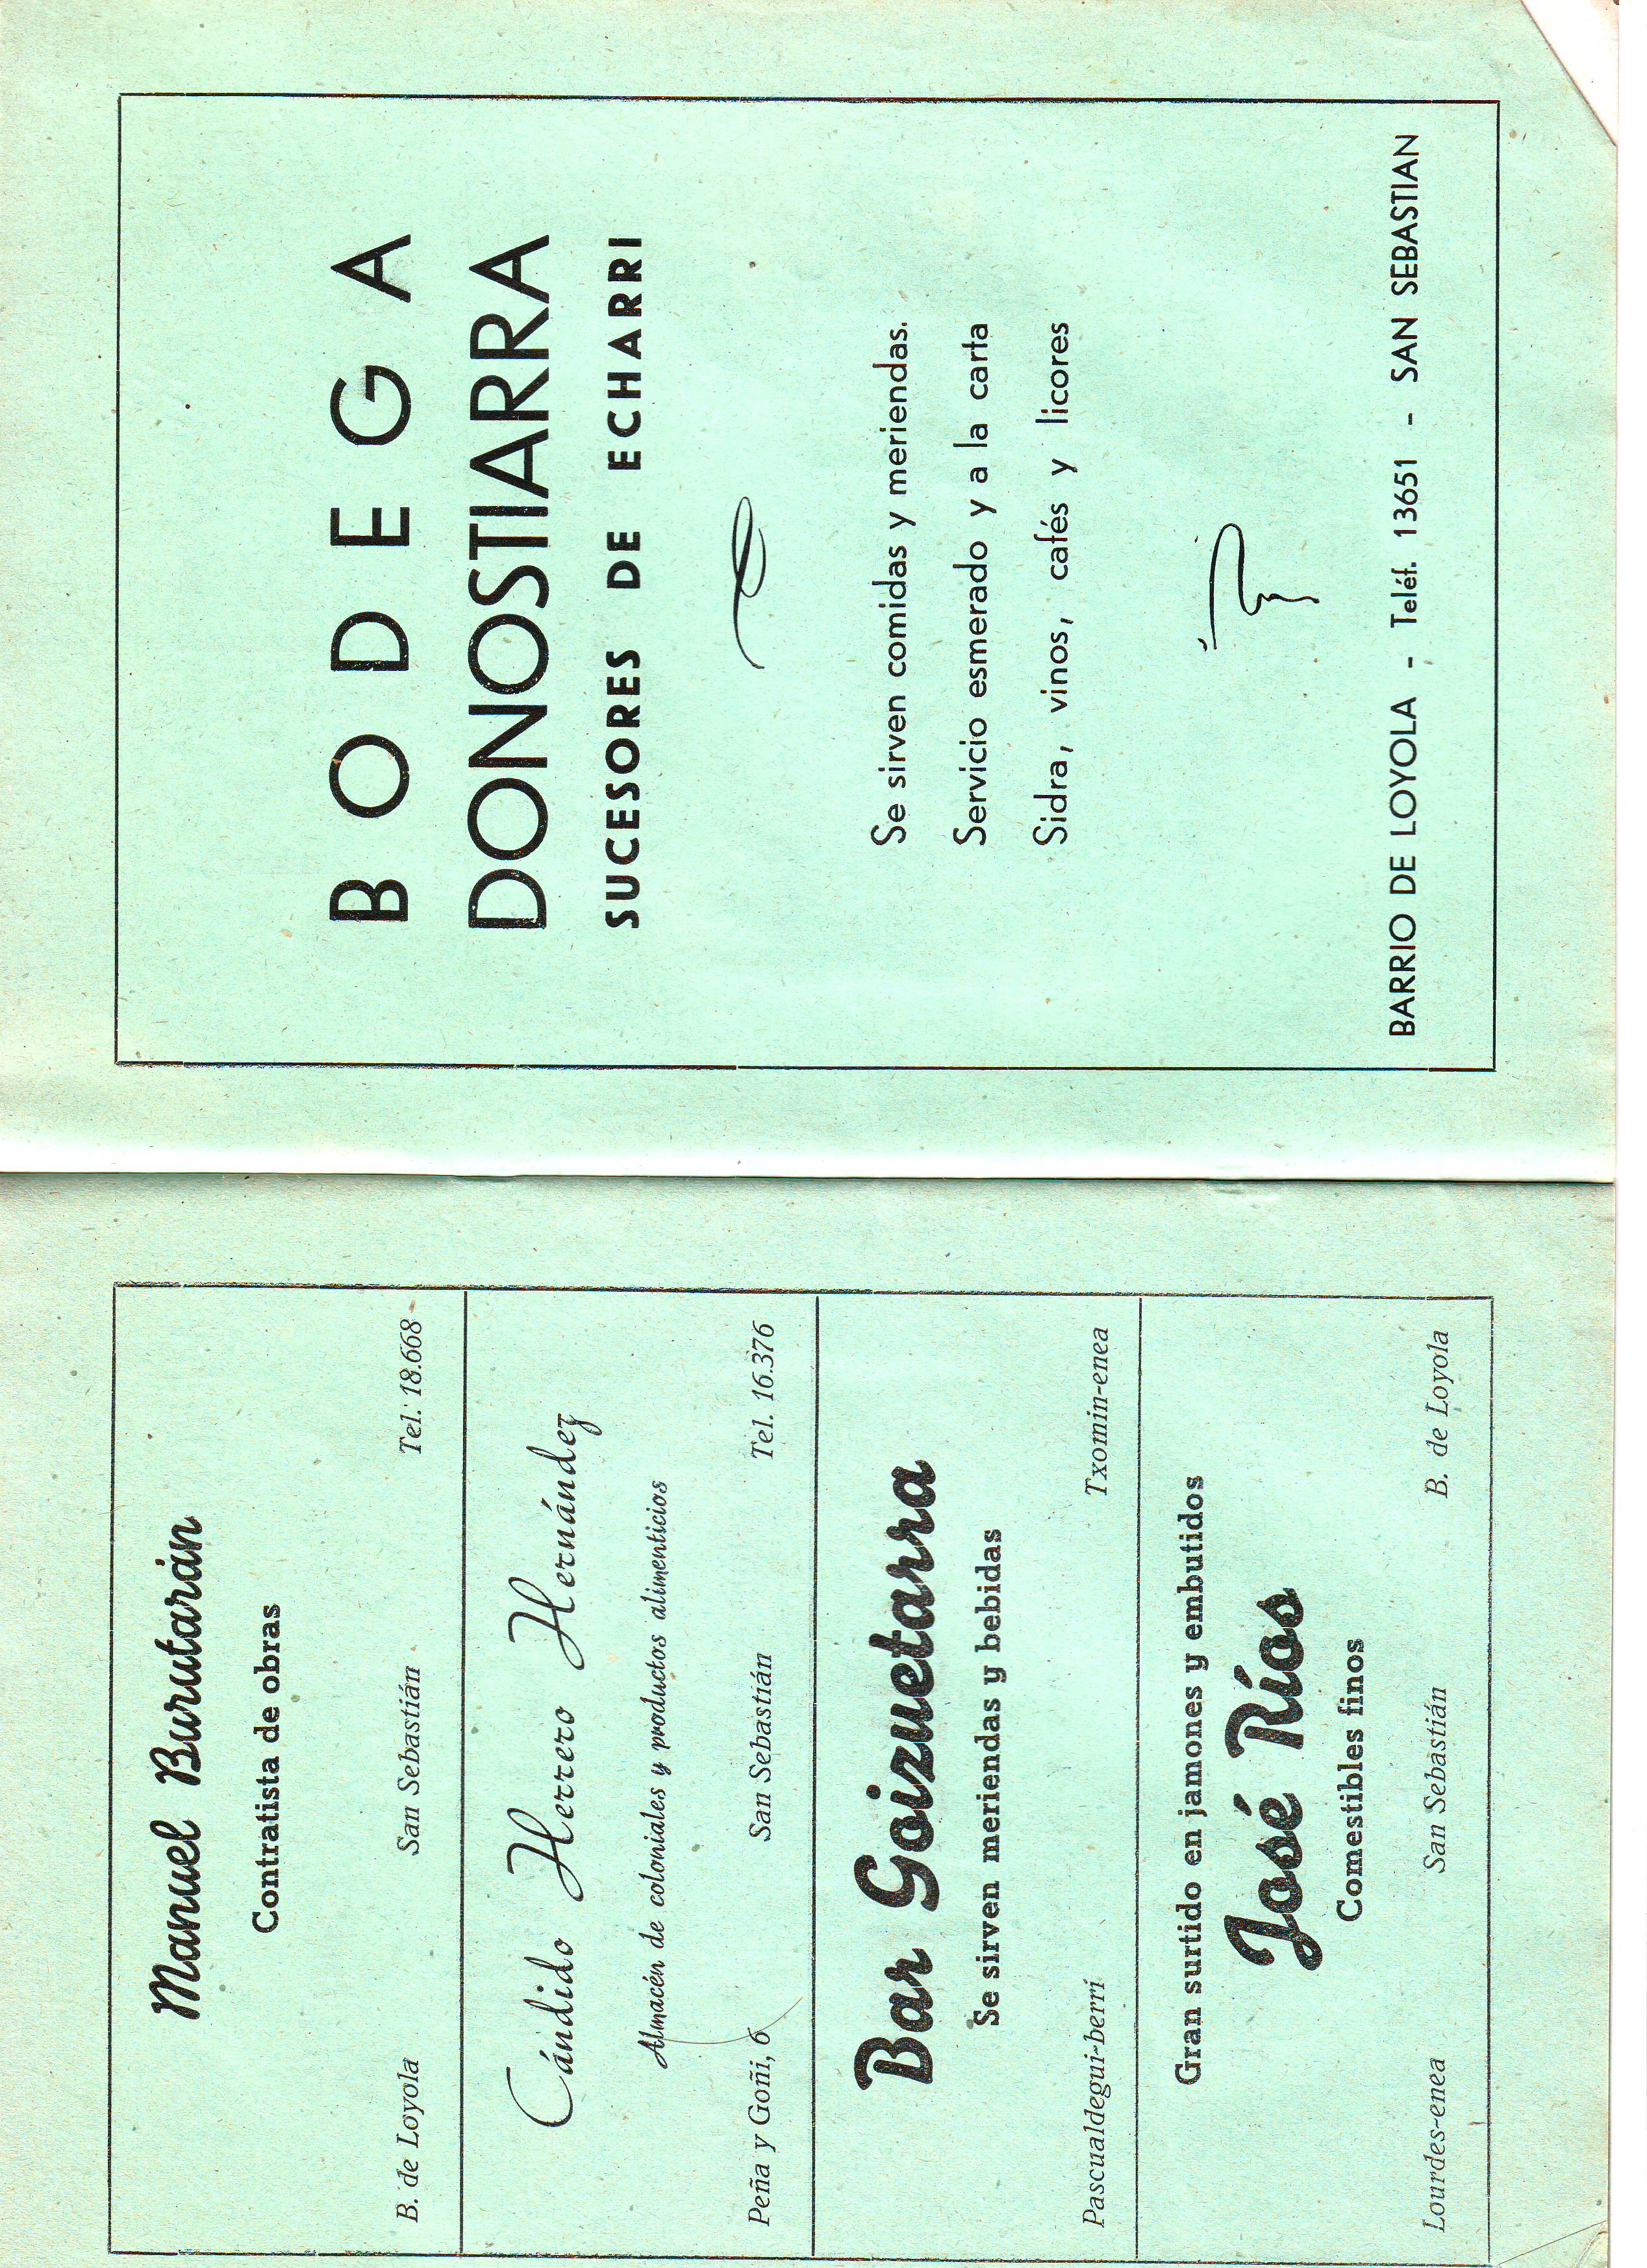 Manuel Burutarán
Contratista de obras
B. de Loyola San Sebastián Tel. 18.668
Cándido Herrero Hernández
Almacén de coloniales y productos alimenticios
Peña y Goñi, 6 San Sebastián Tel. 16.376
Bar Goizuetarra
Se sirven meriendas y bebidas
Pascualdegui-berri Txomin-enea
Gran surtido en jamones y embutidos
José Ríos
Comestibles finos
Lourdes-enea San Sebastián B. de Loyola
BODEGA
DONOSTIARRA
SUCESORES DE ECHARRI
Se sirven comidas y meriendas.
Servicio esmerado y a la carta
Sidra, vinos, cafés y licores
BARRIO DE LOYOLA - Teléf. 13651 - SAN SEBASTIAN